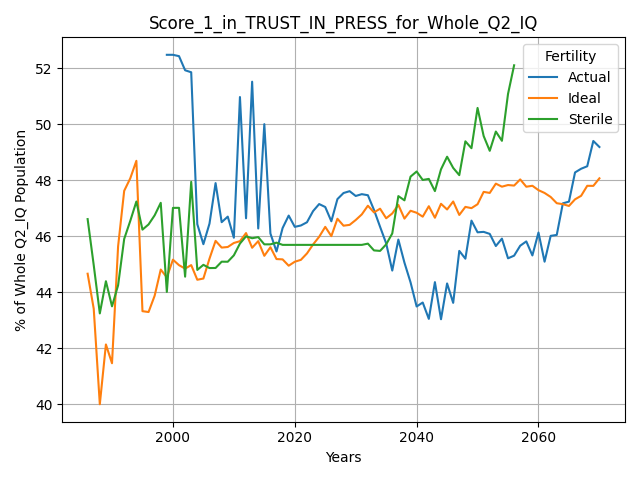 Score_1_in_TRUST_IN_PRESS_for_Whole_Q2_IQ
% of Whole Q2_IQ Population
52
50
48
46
44
42
40
Fertility
Actual
Ideal
Sterile
2000
2020
2040
2060
Years